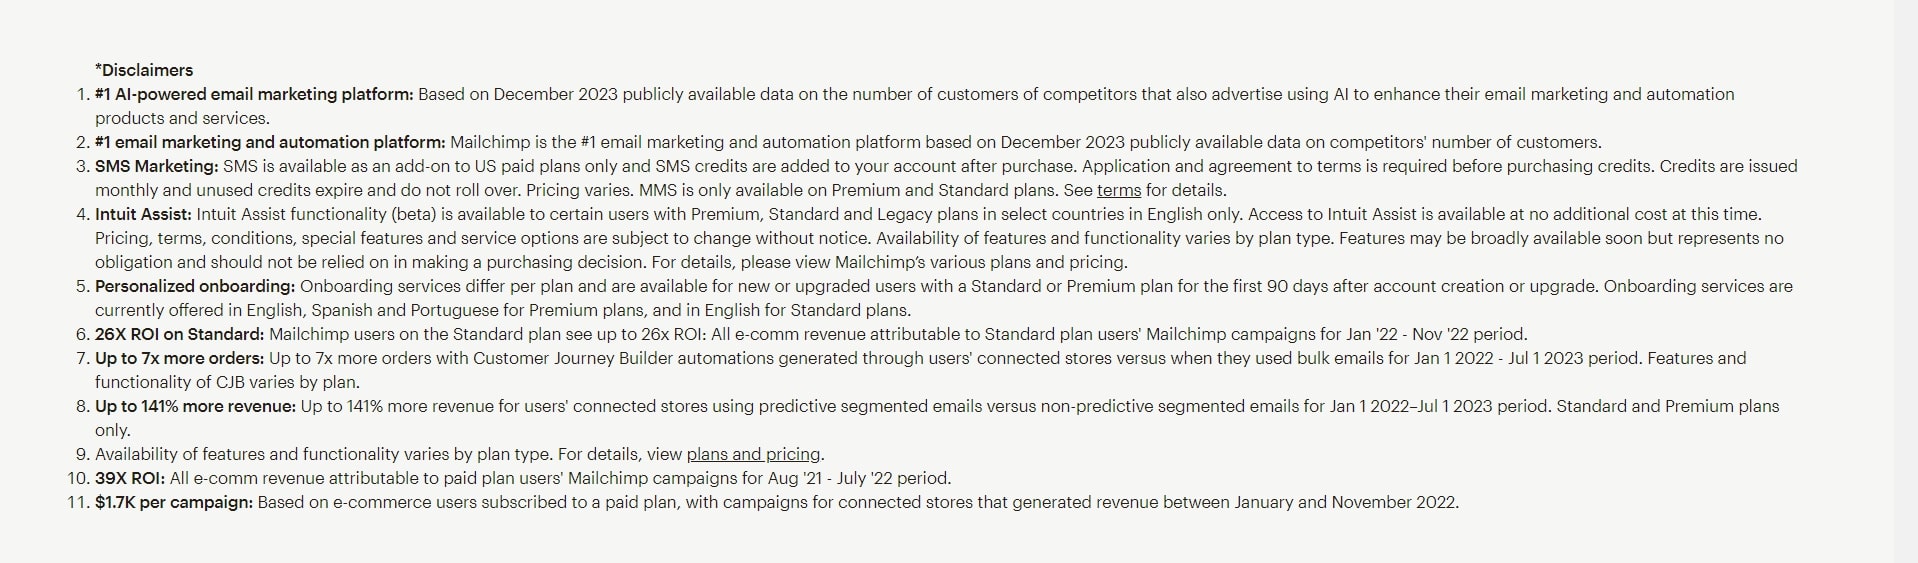 *Disclaimers
1. #1 AI-powered email marketing platform: Based on December 2023 publicly available data on the number of customers of competitors that also advertise using AI to enhance their email marketing and automation
products and services.
2. #1 email marketing and automation platform: Mailchimp is the #1 email marketing and automation platform based on December 2023 publicly available data on competitors' number of customers.
3. SMS Marketing: SMS is available as an add-on to US paid plans only and SMS credits are added to your account after purchase. Application and agreement to terms is required before purchasing credits. Credits are issued
monthly and unused credits expire and do not roll over. Pricing varies. MMS is only available on Premium and Standard plans. See terms for details.
4. Intuit Assist: Intuit Assist functionality (beta) is available to certain users with Premium, Standard and Legacy plans in select countries in English only. Access to Intuit Assist is available at no additional cost at this time.
Pricing, terms, conditions, special features and service options are subject to change without notice. Availability of features and functionality varies by plan type. Features may be broadly available soon but represents no
obligation and should not be relied on in making a purchasing decision. For details, please view Mailchimp’s various plans and pricing.
5. Personalized onboarding: Onboarding services differ per plan and are available for new or upgraded users with a Standard or Premium plan for the first 90 days after account creation or upgrade. Onboarding services are
currently offered in English, Spanish and Portuguese for Premium plans, and in English for Standard plans.
6. 26X ROI on Standard: Mailchimp users on the Standard plan see up to 26x ROI: All e-comm revenue attributable to Standard plan users' Mailchimp campaigns for Jan '22 - Nov '22 period.
7. Up to 7x more orders: Up to 7x more orders with Customer Journey Builder automations generated through users' connected stores versus when they used bulk emails for Jan 1 2022 - Jul 1 2023 period. Features and
functionality of CJB varies by plan.
8. Up to 141% more revenue: Up to 141% more revenue for users' connected stores using predictive segmented emails versus non-predictive segmented emails for Jan 1 2022–Jul 1 2023 period. Standard and Premium plans
only.
9. Availability of features and functionality varies by plan type. For details, view plans and pricing.
10. 39X ROI: All e-comm revenue attributable to paid plan users' Mailchimp campaigns for Aug '21 - July '22 period.
11. $1.7K per campaign: Based on e-commerce users subscribed to a paid plan, with campaigns for connected stores that generated revenue between January and November 2022.